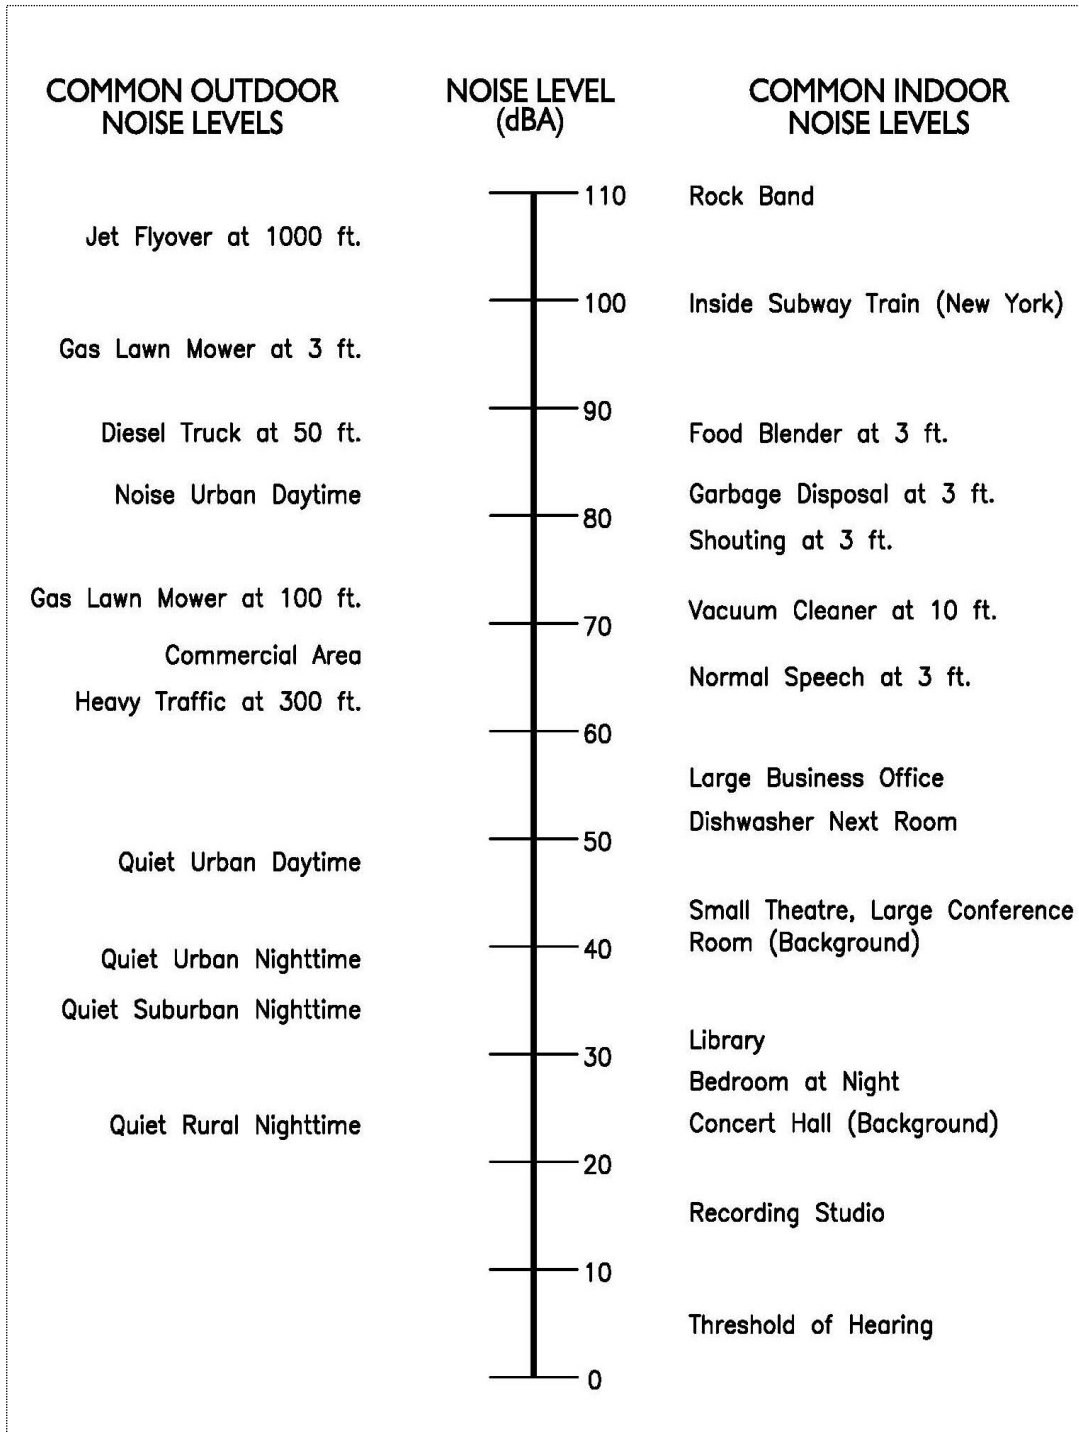 COMMON OUTDOOR
NOISE LEVELS
NOISE LEVEL
(dBA)
COMMON INDOOR
NOISE LEVELS
110
Rock Band
Jet Flyover at 1000 ft.
100
Inside Subway Train (New York)
Gas Lawn Mower at 3 ft.
90
Diesel Truck at 50 ft.
Food Blender at 3 ft.
Noise Urban Daytime
Garbage Disposal at 3 ft.
80
Shouting at 3 ft.
Gas Lawn Mower at 100 ft.
Vacuum Cleaner at 10 ft.
70
Commercial Area
Normal Speech at 3 ft.
Heavy Traffic at 300 ft.
60
Large Business Office
Dishwasher Next Room
50
Quiet Urban Daytime
Small Theatre, Large Conference
Room (Background)
40
Quiet Urban Nighttime
Quiet Suburban Nighttime
Library
30
Bedroom at Night
Quiet Rural Nighttime
Concert Hall (Background)
20
Recording Studio
10
Threshold of Hearing
0